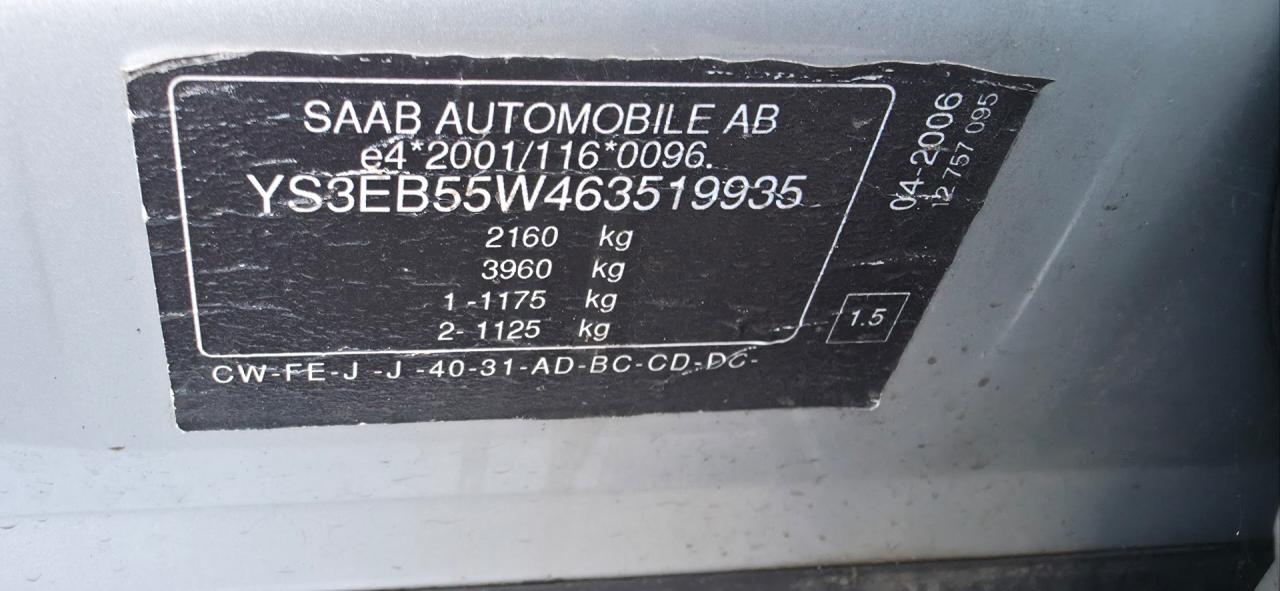 SAAB AUTOMOBILE AB
e4*2001/116*0096.
YS3EB55W463519935
2160 kg
3960 kg
1 -1175 kg
2- 1125 kg
CW-FE-J -J -40-31-AD-BC-CD-DC-
1.5
04-2006
12 757 095